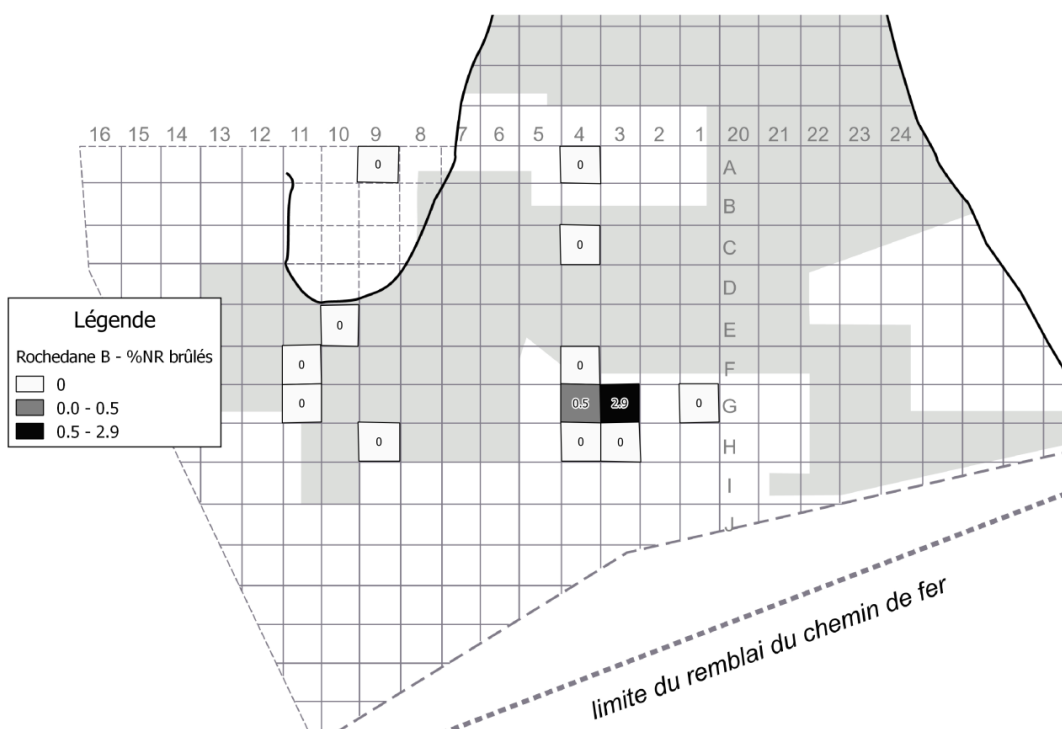 16 15 14 13 12 11 10 9 8 7 6 5 4 3 2 1 20 21 22 23 24
0 0 A
B
0 C
D
0 E
0 0 F
0 0.5 2.9 0 G
0 0 0 H
I
J
Légende
Rochedane B - %NR brûlés
0
0.0 - 0.5
0.5 - 2.9
limite du remblai du chemin de fer